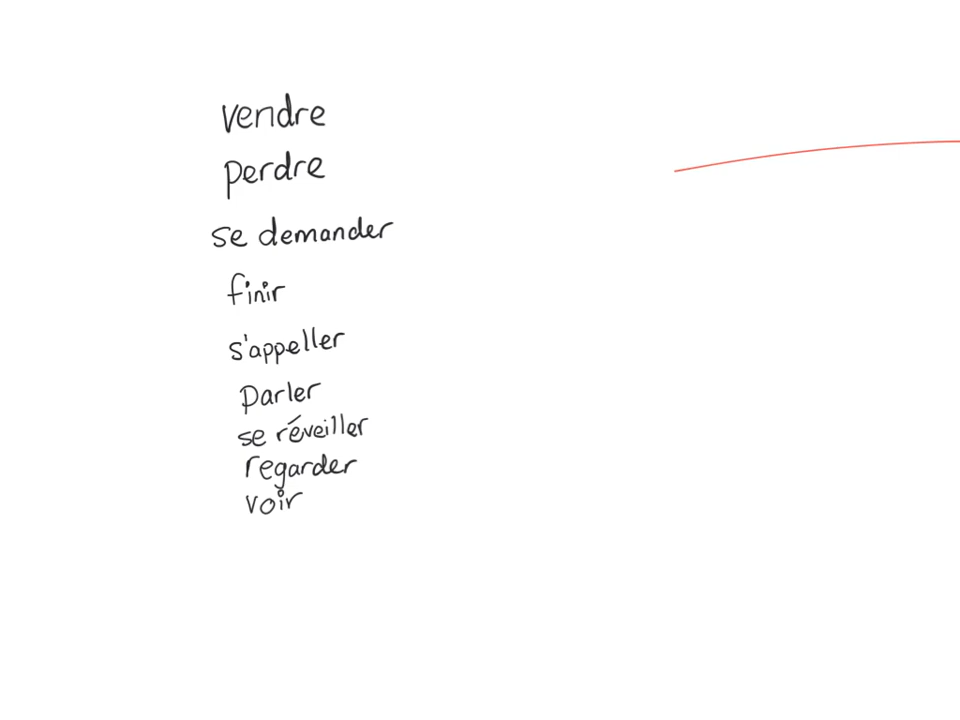 vendre
perdre
se demander
finir
s'appeller
Parler
se réveiller
regarder
voir